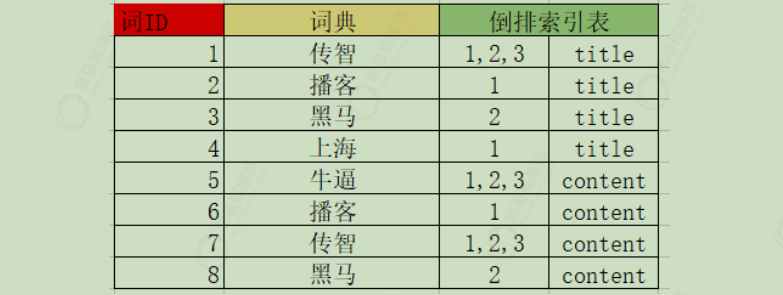 词ID 词典 倒排索引表
1 传智 1,2,3 title
2 播客 1 title
3 黑马 2 title
4 上海 1 title
5 牛逼 1,2,3 content
6 播客 1 content
7 传智 1,2,3 content
8 黑马 2 content